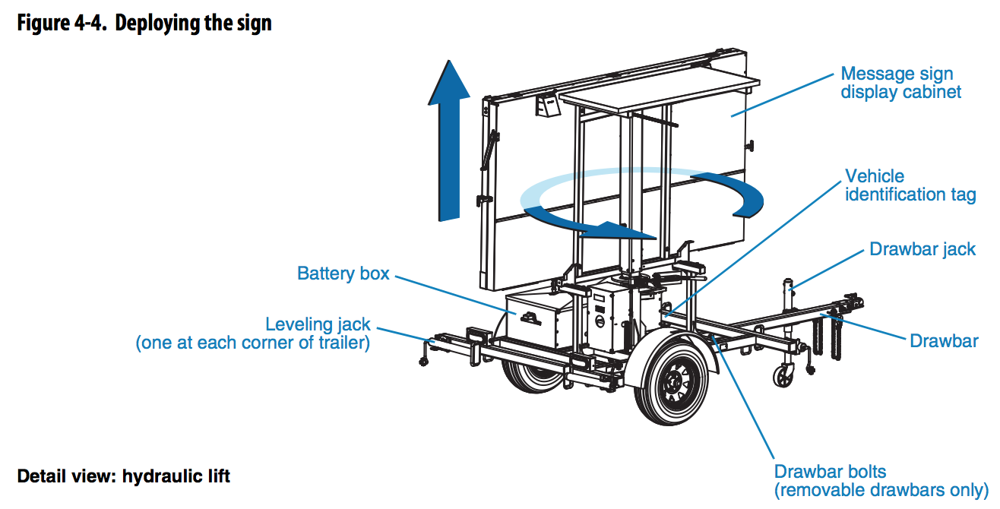 Figure 4-4. Deploying the sign
Message sign
display cabinet
Vehicle
identification tag
Drawbar jack
Battery box
Leveling jack
(one at each corner of trailer)
Drawbar
Drawbar bolts
(removable drawbars only)
Detail view: hydraulic lift